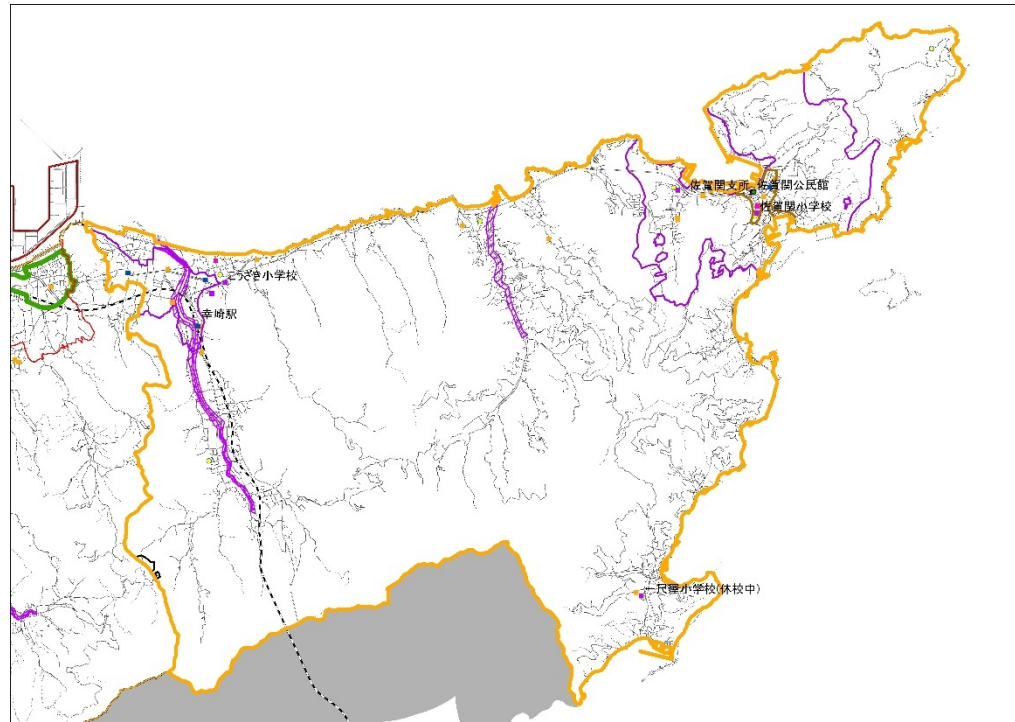 佐賀関支所 佐賀関公民館
佐賀関小学校
こうざき小学校
幸崎駅
一尺屋小学校(休校中)